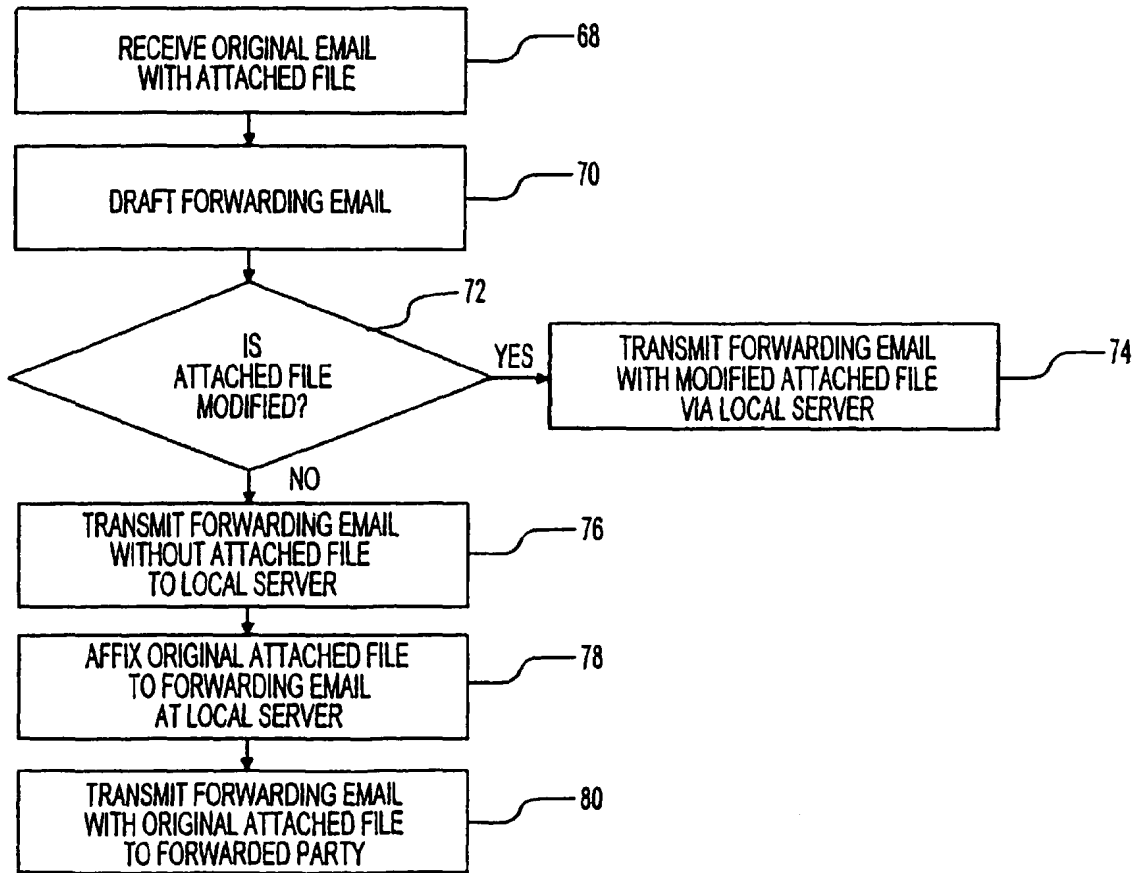 RECEIVE ORIGINAL EMAIL
WITH ATTACHED FILE
68
DRAFT FORWARDING EMAIL
70
72
IS
ATTACHED FILE
MODIFIED?
YES
TRANSMIT FORWARDING EMAIL
WITH MODIFIED ATTACHED FILE
VIA LOCAL SERVER
74
NO
TRANSMIT FORWARDING EMAIL
WITHOUT ATTACHED FILE
TO LOCAL SERVER
76
AFFIX ORIGINAL ATTACHED FILE
TO FORWARDING EMAIL
AT LOCAL SERVER
78
TRANSMIT FORWARDING EMAIL
WITH ORIGINAL ATTACHED FILE
TO FORWARDED PARTY
80